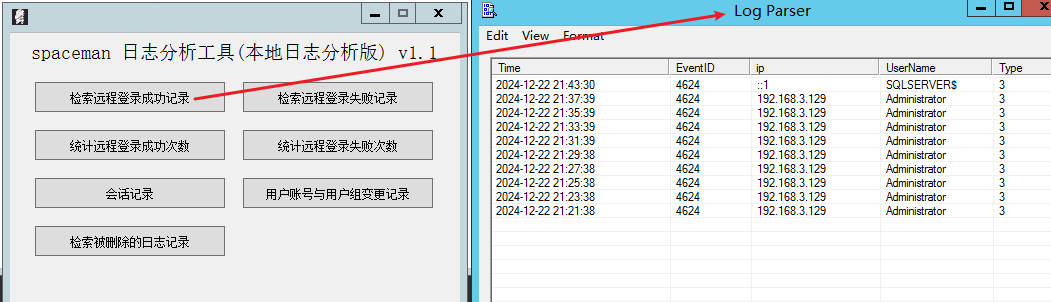 spaceman 日志分析工具(本地日志分析版) v1.1
检索远程登录成功记录 检索远程登录失败记录
统计远程登录成功次数 统计远程登录失败次数
会话记录 用户账号与用户组变更记录
检索被删除的日志记录
Log Parser
Edit View Format
Time EventID ip UserName Type
2024-12-22 21:43:30 4624 ::1 SQLSERVER$ 3
2024-12-22 21:37:39 4624 192.168.3.129 Administrator 3
2024-12-22 21:35:39 4624 192.168.3.129 Administrator 3
2024-12-22 21:33:39 4624 192.168.3.129 Administrator 3
2024-12-22 21:31:39 4624 192.168.3.129 Administrator 3
2024-12-22 21:29:38 4624 192.168.3.129 Administrator 3
2024-12-22 21:27:38 4624 192.168.3.129 Administrator 3
2024-12-22 21:25:38 4624 192.168.3.129 Administrator 3
2024-12-22 21:23:38 4624 192.168.3.129 Administrator 3
2024-12-22 21:21:38 4624 192.168.3.129 Administrator 3